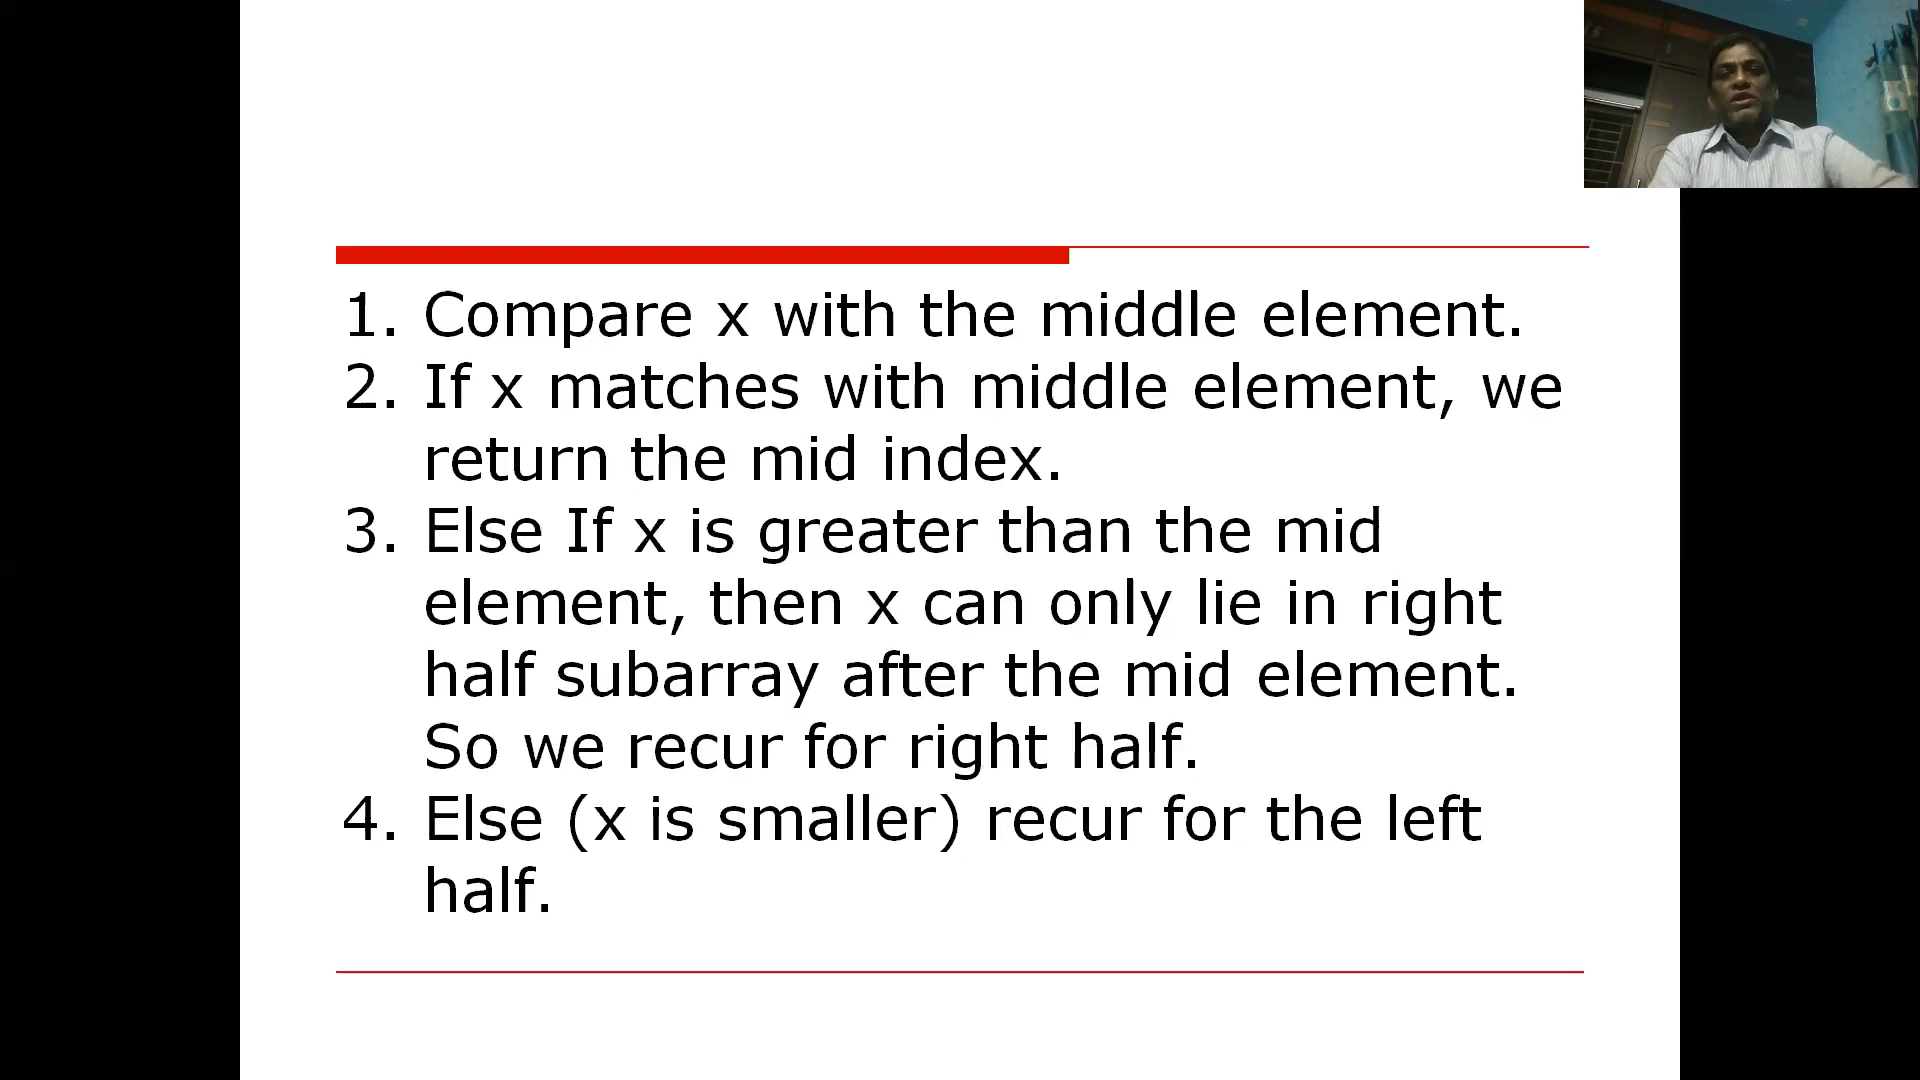 1. Compare x with the middle element.
2. If x matches with middle element, we
return the mid index.
3. Else If x is greater than the mid
element, then x can only lie in right
half subarray after the mid element.
So we recur for right half.
4. Else (x is smaller) recur for the left
half.